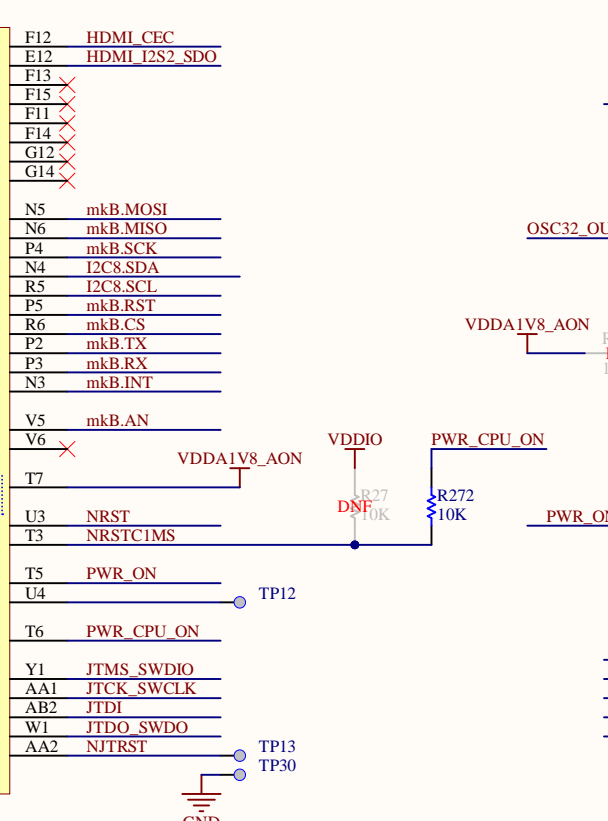 F12 HDMI_CEC
E12 HDMI_I2S2_SDO
F13
F15
F11
F14
G12
G14
N5 mkB.MOSI
N6 mkB.MISO
P4 mkB.SCK
N4 I2C8.SDA
R5 I2C8.SCL
P5 mkB.RST
R6 mkB.CS
P2 mkB.TX
P3 mkB.RX
N3 mkB.INT
V5 mkB.AN
V6
T7
VDDA1V8_AON
U3 NRST
T3 NRSTC1MS
VDDIO
R27
DNF 10K
PWR_CPU_ON
R272
10K
T5 PWR_ON
U4 TP12
T6 PWR_CPU_ON
Y1 JTMS_SWDIO
AA1 JTCK_SWCLK
AB2 JTDI
W1 JTDO_SWDO
AA2 NJTRST TP13
TP30
GND
VDDA1V8_AON